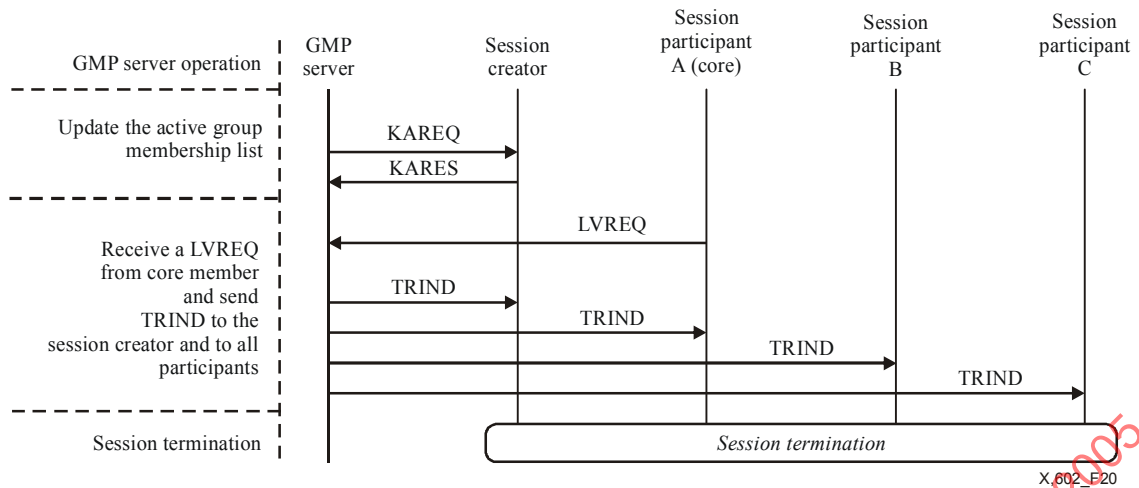 GMP server operation
GMP
server
Session
creator
Session
participant
A (core)
Session
participant
B
Session
participant
C
Update the active group
membership list
KAREQ
KARES
Receive a LVREQ
from core member
and send
TRIND to the
session creator and to all
participants
LVREQ
TRIND
TRIND
TRIND
TRIND
Session termination
Session termination
X.602_F20
2005